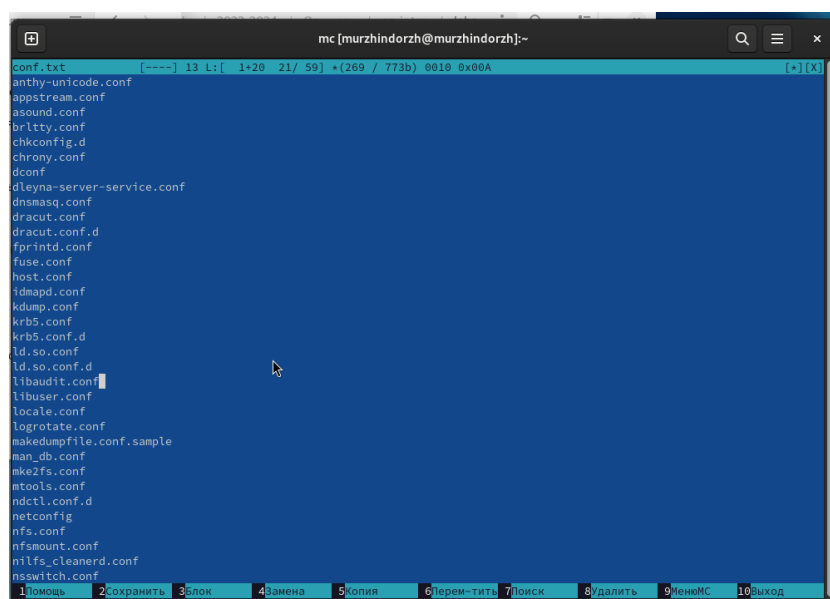 mc [murzhindorzh@murzhindorzh]:~
conf.txt [----] 13 L:[ 1+20 21/ 59] *(269 / 773b) 0010 0x00A [*][X]
anthy-unicode.conf
appstream.conf
asound.conf
brltty.conf
chkconfig.d
chrony.conf
dconf
dleyna-server-service.conf
dnsmasq.conf
dracut.conf
dracut.conf.d
fprintd.conf
fuse.conf
host.conf
idmapd.conf
kdump.conf
krb5.conf
krb5.conf.d
ld.so.conf
ld.so.conf.d
libaudit.conf
libuser.conf
locale.conf
logrotate.conf
makedumpfile.conf.sample
man_db.conf
mke2fs.conf
mtools.conf
ndctl.conf.d
netconfig
nfs.conf
nfsmount.conf
nilfs_cleanerd.conf
nsswitch.conf
1Помощь 2Сохранить 3Блок 4Замена 5Копия 6Перем~тить 7Поиск 8Удалить 9МенюMC 10Выход